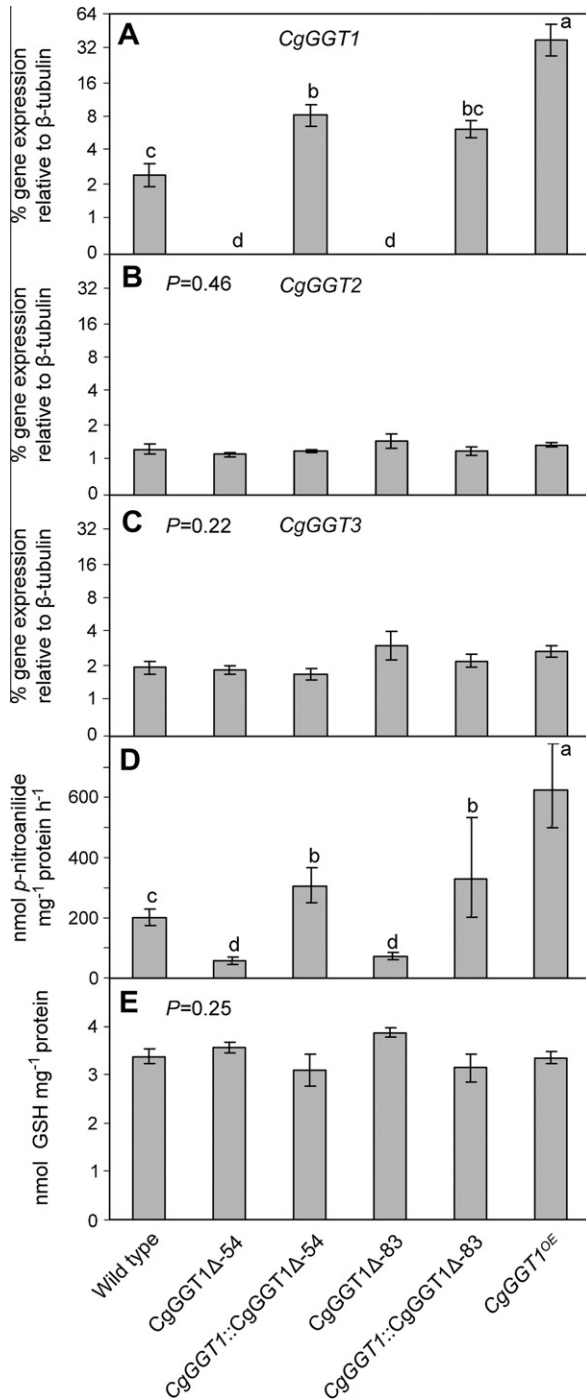 A
CgGGT1
% gene expression
relative to β-tubulin
64
32
16
8
4
2
1
0
c
d
b
d
bc
a
B
P=0.46
CgGGT2
% gene expression
relative to β-tubulin
32
16
8
4
2
1
0
C
P=0.22
CgGGT3
% gene expression
relative to β-tubulin
32
16
8
4
2
1
0
D
nmol p-nitroanilide
mg⁻¹ protein h⁻¹
600
400
200
0
c
d
b
d
b
a
E
P=0.25
nmol GSH mg⁻¹ protein
4
3
2
1
0
Wild type
CgGGT1Δ-54
CgGGT1::CgGGT1Δ-54
CgGGT1Δ-83
CgGGT1::CgGGT1Δ-83
CgGGT1ᴼᴱ